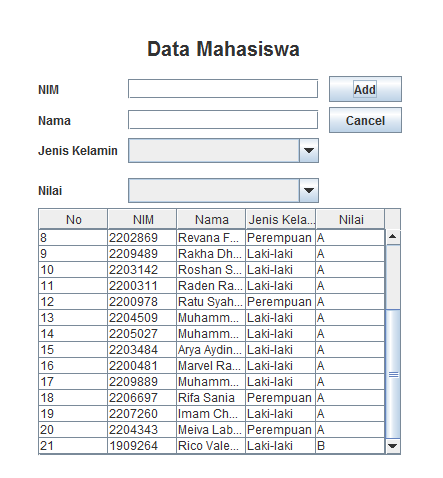 Data Mahasiswa
NIM Add
Nama Cancel
Jenis Kelamin
Nilai
No NIM Nama Jenis Kela... Nilai
8 2202869 Revana F... Perempuan A
9 2209489 Rakha Dh... Laki-laki A
10 2203142 Roshan S... Laki-laki A
11 2200311 Raden Ra... Laki-laki A
12 2200978 Ratu Syah... Perempuan A
13 2204509 Muhamm... Laki-laki A
14 2205027 Muhamm... Laki-laki A
15 2203484 Arya Aydin... Laki-laki A
16 2200481 Marvel Ra... Laki-laki A
17 2209889 Muhamm... Laki-laki A
18 2206697 Rifa Sania Perempuan A
19 2207260 Imam Ch... Laki-laki A
20 2204343 Meiva Lab... Perempuan A
21 1909264 Rico Vale... Laki-laki B